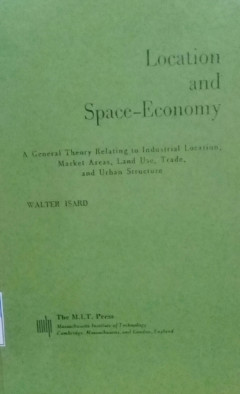 Location
and
Space-Economy
A General Theory Relating to Industrial Location,
Market Areas, Land Use, Trade,
and Urban Structure
WALTER ISARD
The M.I.T. Press
Massachusetts Institute of Technology
Cambridge, Massachusetts, and London, England